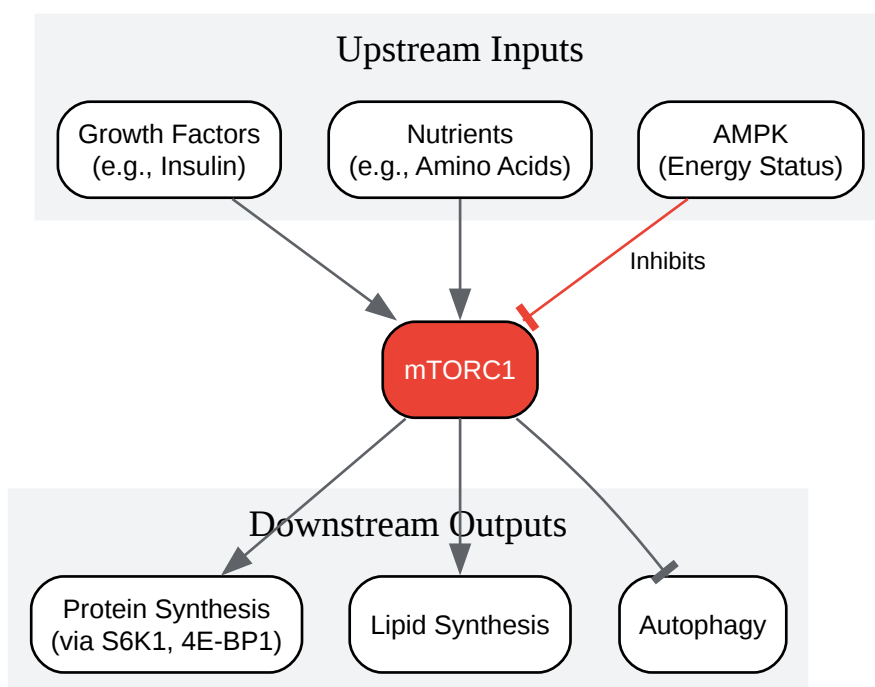 Upstream Inputs
Growth Factors
(e.g., Insulin)
Nutrients
(e.g., Amino Acids)
AMPK
(Energy Status)
Inhibits
mTORC1
Downstream Outputs
Protein Synthesis
(via S6K1, 4E-BP1)
Lipid Synthesis
Autophagy